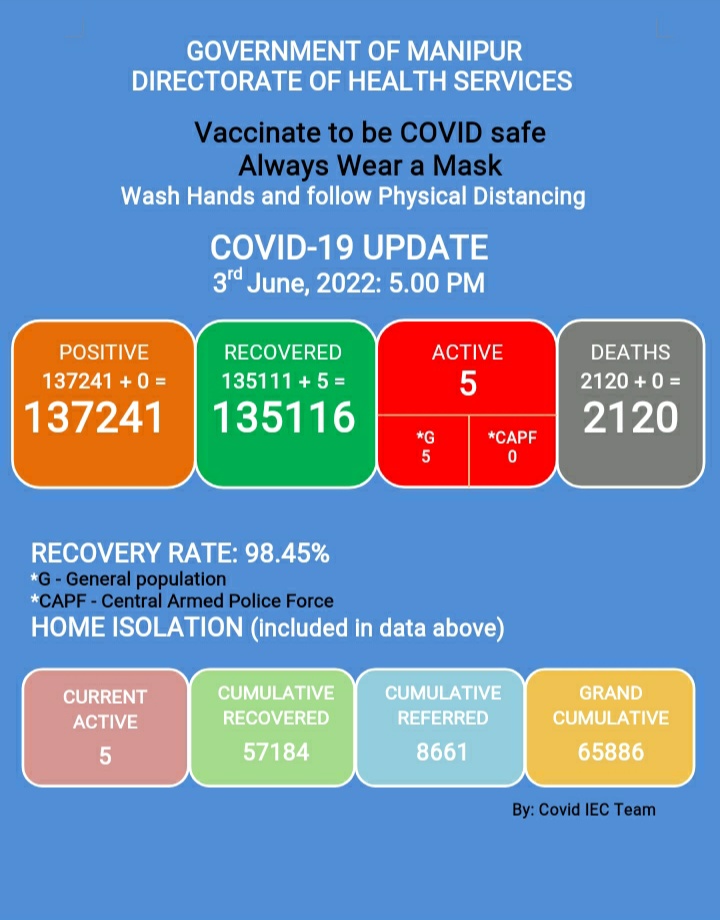 GOVERNMENT OF MANIPUR
DIRECTORATE OF HEALTH SERVICES
Vaccinate to be COVID safe
Always Wear a Mask
Wash Hands and follow Physical Distancing
COVID-19 UPDATE
3rd June, 2022: 5.00 PM
POSITIVE
137241 + 0 =
137241
RECOVERED
135111 + 5 =
135116
ACTIVE
5
*G
5
*CAPF
0
DEATHS
2120 + 0 =
2120
RECOVERY RATE: 98.45%
*G - General population
*CAPF - Central Armed Police Force
HOME ISOLATION (included in data above)
CURRENT
ACTIVE
5
CUMULATIVE
RECOVERED
57184
CUMULATIVE
REFERRED
8661
GRAND
CUMULATIVE
65886
By: Covid IEC Team